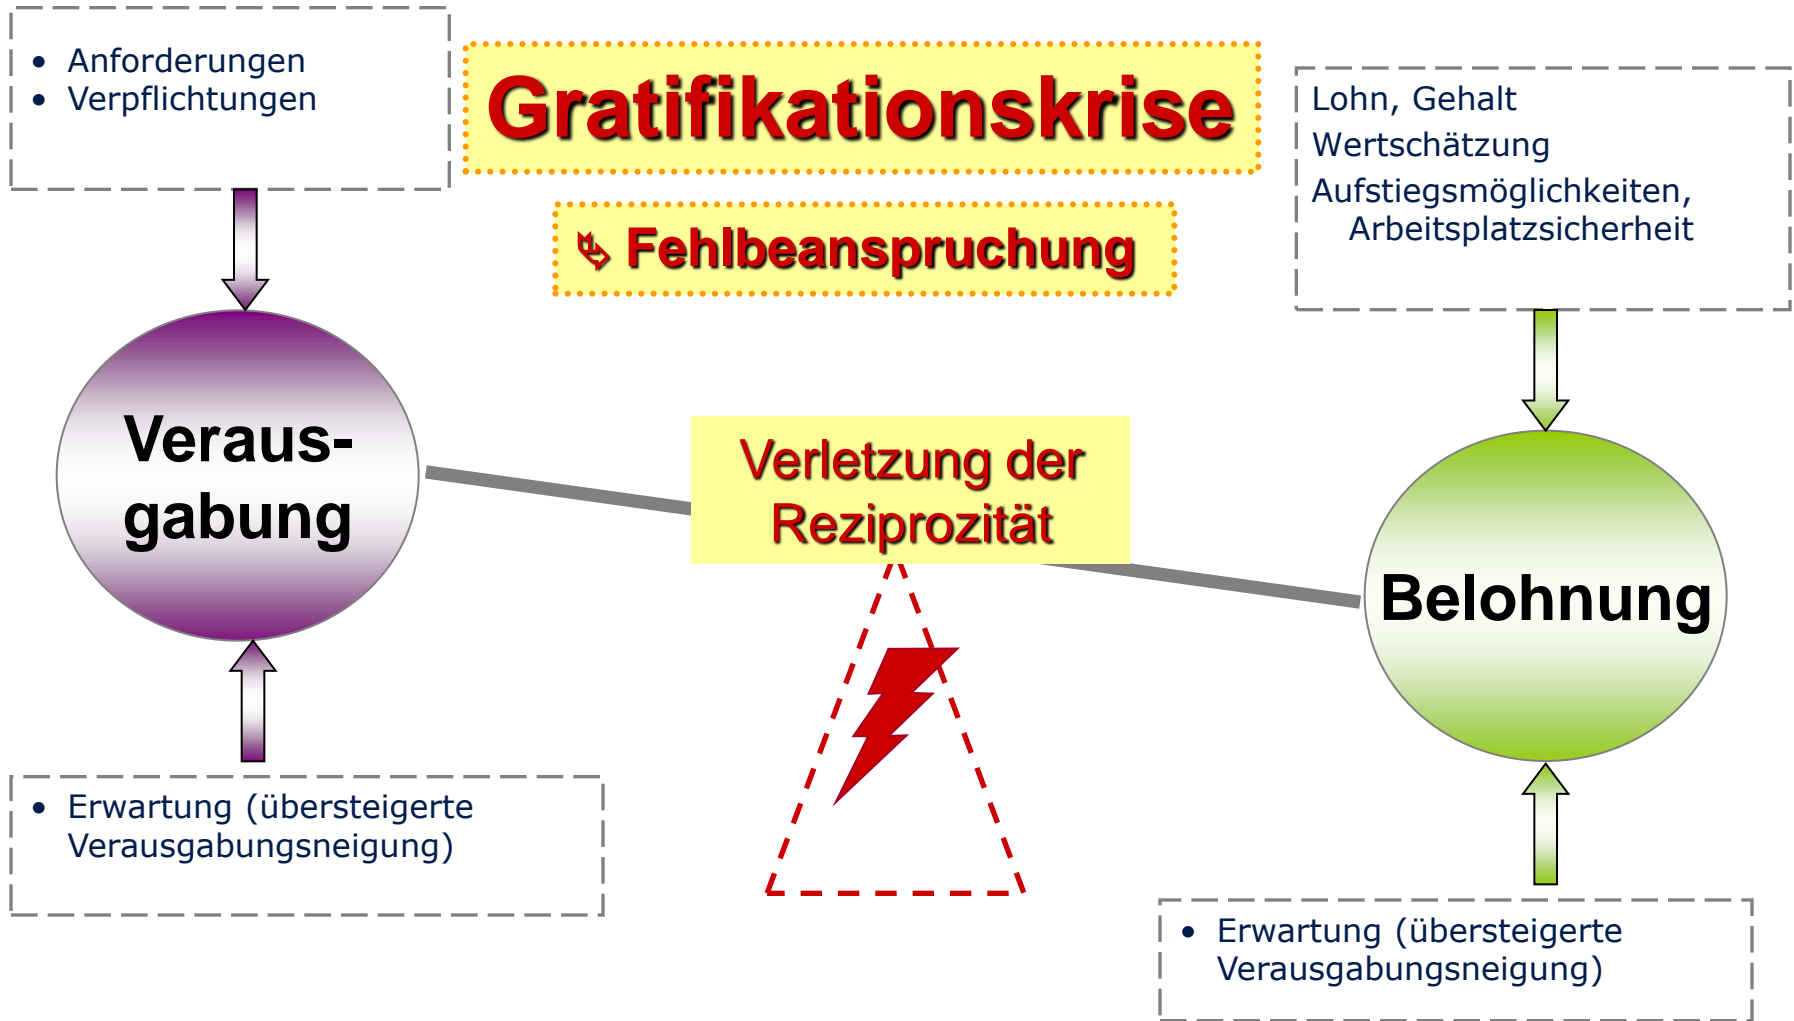 • Anforderungen
• Verpflichtungen
Gratifikationskrise
Fehlbeanspruchung
Lohn, Gehalt
Wertschätzung
Aufstiegsmöglichkeiten,
Arbeitsplatzsicherheit
Veraus-
gabung
Verletzung der
Reziprozität
Belohnung
• Erwartung (übersteigerte
Verausgabungsneigung)
• Erwartung (übersteigerte
Verausgabungsneigung)